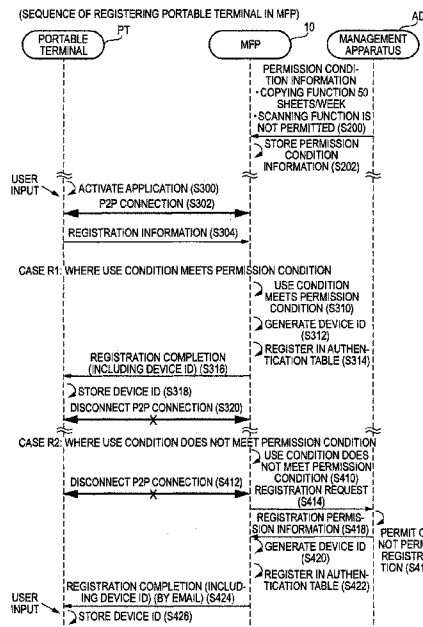 (SEQUENCE OF REGISTERING PORTABLE TERMINAL IN MFP)
PORTABLE
TERMINAL
PT
MFP
10
MANAGEMENT
APPARATUS
AD
PERMISSION CONDI-
TION INFORMATION
・COPYING FUNCTION 50
SHEETS/WEEK
・SCANNING FUNCTION IS
NOT PERMITTED (S200)
STORE PERMISSION
CONDITION
INFORMATION (S202)
USER
INPUT
ACTIVATE APPLICATION (S300)
P2P CONNECTION (S302)
REGISTRATION INFORMATION (S304)
CASE R1: WHERE USE CONDITION MEETS PERMISSION CONDITION
USE CONDITION
MEETS PERMISSION
CONDITION (S310)
GENERATE DEVICE ID
(S312)
REGISTER IN AUTHEN-
TICATION TABLE (S314)
REGISTRATION COMPLETION
(INCLUDING DEVICE ID) (S316)
STORE DEVICE ID (S318)
DISCONNECT P2P CONNECTION (S320)
CASE R2: WHERE USE CONDITION DOES NOT MEET PERMISSION CONDITION
USE CONDITION DOES
NOT MEET PERMISSION
CONDITION (S410)
DISCONNECT P2P CONNECTION (S412)
REGISTRATION REQUEST
(S414)
REGISTRATION PERMIS-
SION INFORMATION (S418)
PERMIT O
NOT PERM
REGISTR
TION (S41
GENERATE DEVICE ID
(S420)
REGISTER IN AUTHEN-
TICATION TABLE (S422)
REGISTRATION COMPLETION (INCLUD-
ING DEVICE ID) (BY EMAIL) (S424)
USER
INPUT
STORE DEVICE ID (S426)